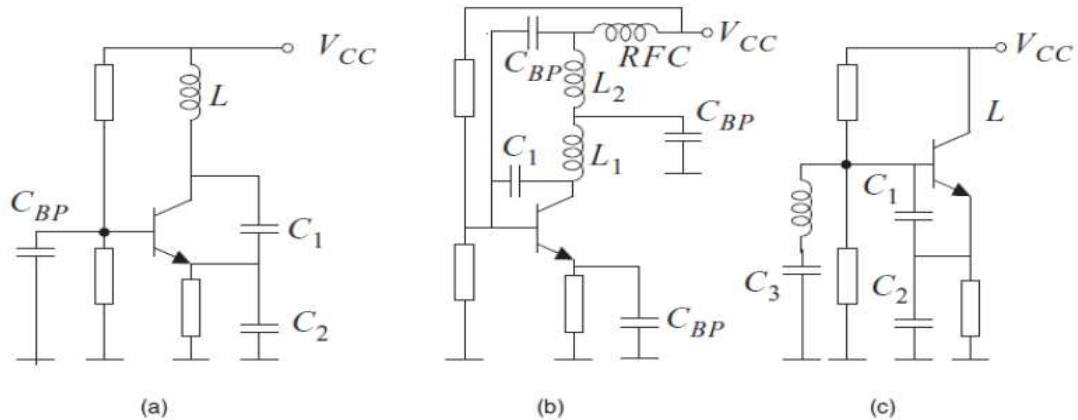 V_CC
L
C_BP
C_1
C_2
(a)
V_CC
RFC
C_BP
L_2
C_BP
C_1
L_1
C_BP
(b)
V_CC
L
C_1
C_3
C_2
(c)